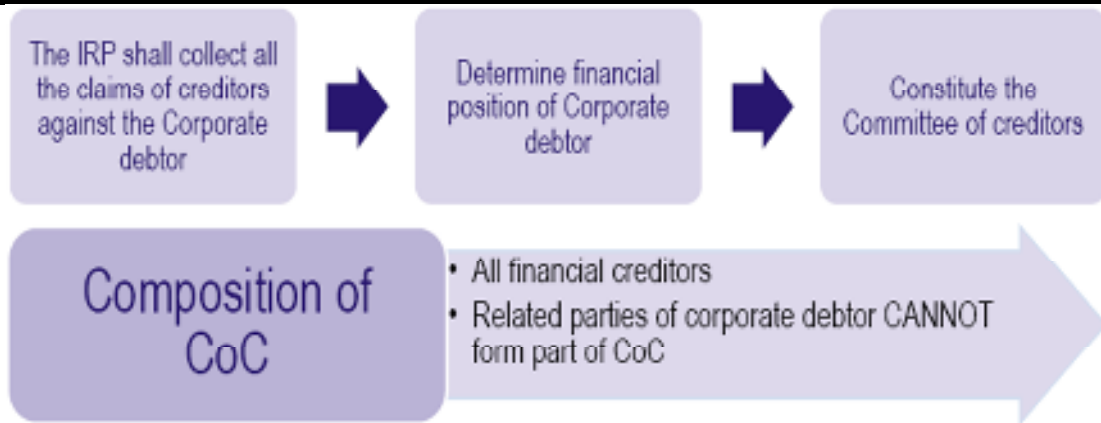 The IRP shall collect all
the claims of creditors
against the Corporate
debtor
Determine financial
position of Corporate
debtor
Constitute the
Committee of creditors
Composition of
CoC
• All financial creditors
• Related parties of corporate debtor CANNOT
form part of CoC